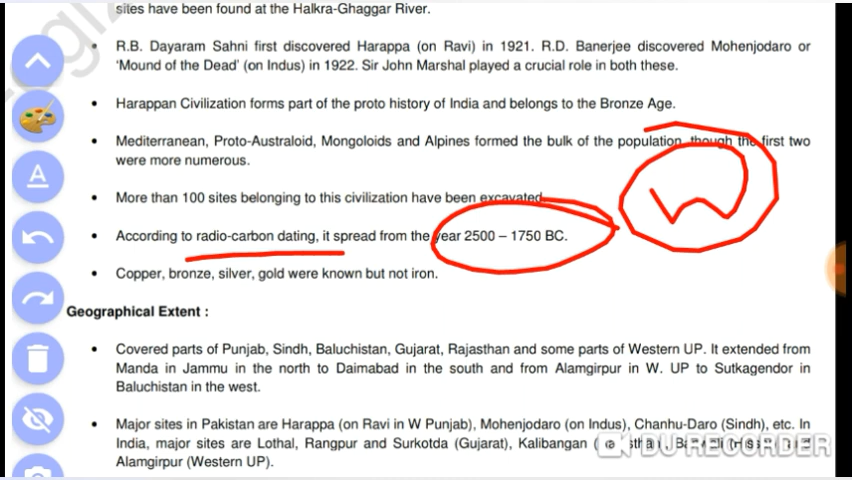 sites have been found at the Halkra-Ghaggar River.
• R.B. Dayaram Sahni first discovered Harappa (on Ravi) in 1921. R.D. Banerjee discovered Mohenjodaro or
'Mound of the Dead' (on Indus) in 1922. Sir John Marshal played a crucial role in both these.
• Harappan Civilization forms part of the proto history of India and belongs to the Bronze Age.
• Mediterranean, Proto-Australoid, Mongoloids and Alpines formed the bulk of the population, though the first two
were more numerous.
• More than 100 sites belonging to this civilization have been excavated.
• According to radio-carbon dating, it spread from the year 2500 – 1750 BC.
• Copper, bronze, silver, gold were known but not iron.
Geographical Extent :
• Covered parts of Punjab, Sindh, Baluchistan, Gujarat, Rajasthan and some parts of Western UP. It extended from
Manda in Jammu in the north to Daimabad in the south and from Alamgirpur in W. UP to Sutkagendor in
Baluchistan in the west.
• Major sites in Pakistan are Harappa (on Ravi in W Punjab), Mohenjodaro (on Indus), Chanhu-Daro (Sindh), etc. In
India, major sites are Lothal, Rangpur and Surkotda (Gujarat), Kalibangan
DU RECORDER
Alamgirpur (Western UP).
A